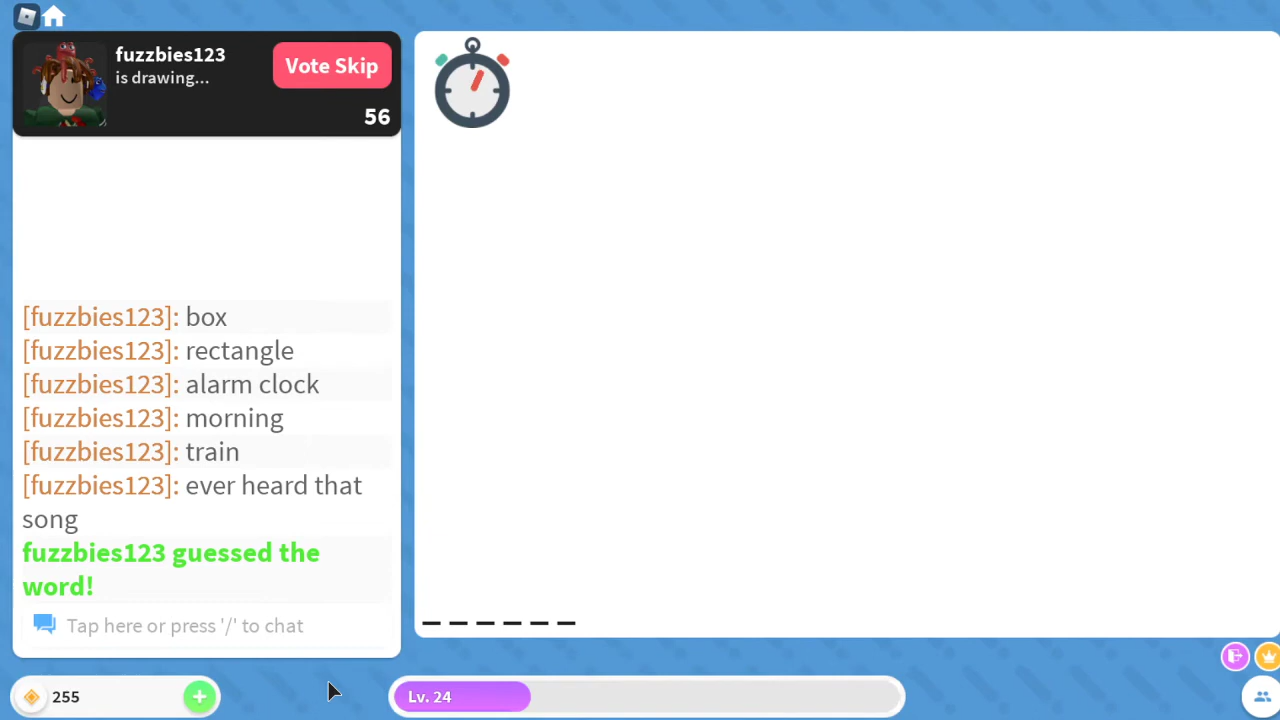 fuzzbies123
is drawing...
Vote Skip
56
[fuzzbies123]: box
[fuzzbies123]: rectangle
[fuzzbies123]: alarm clock
[fuzzbies123]: morning
[fuzzbies123]: train
[fuzzbies123]: ever heard that
song
fuzzbies123 guessed the
word!
Tap here or press '/' to chat
_ _ _ _ _ _
255
Lv. 24